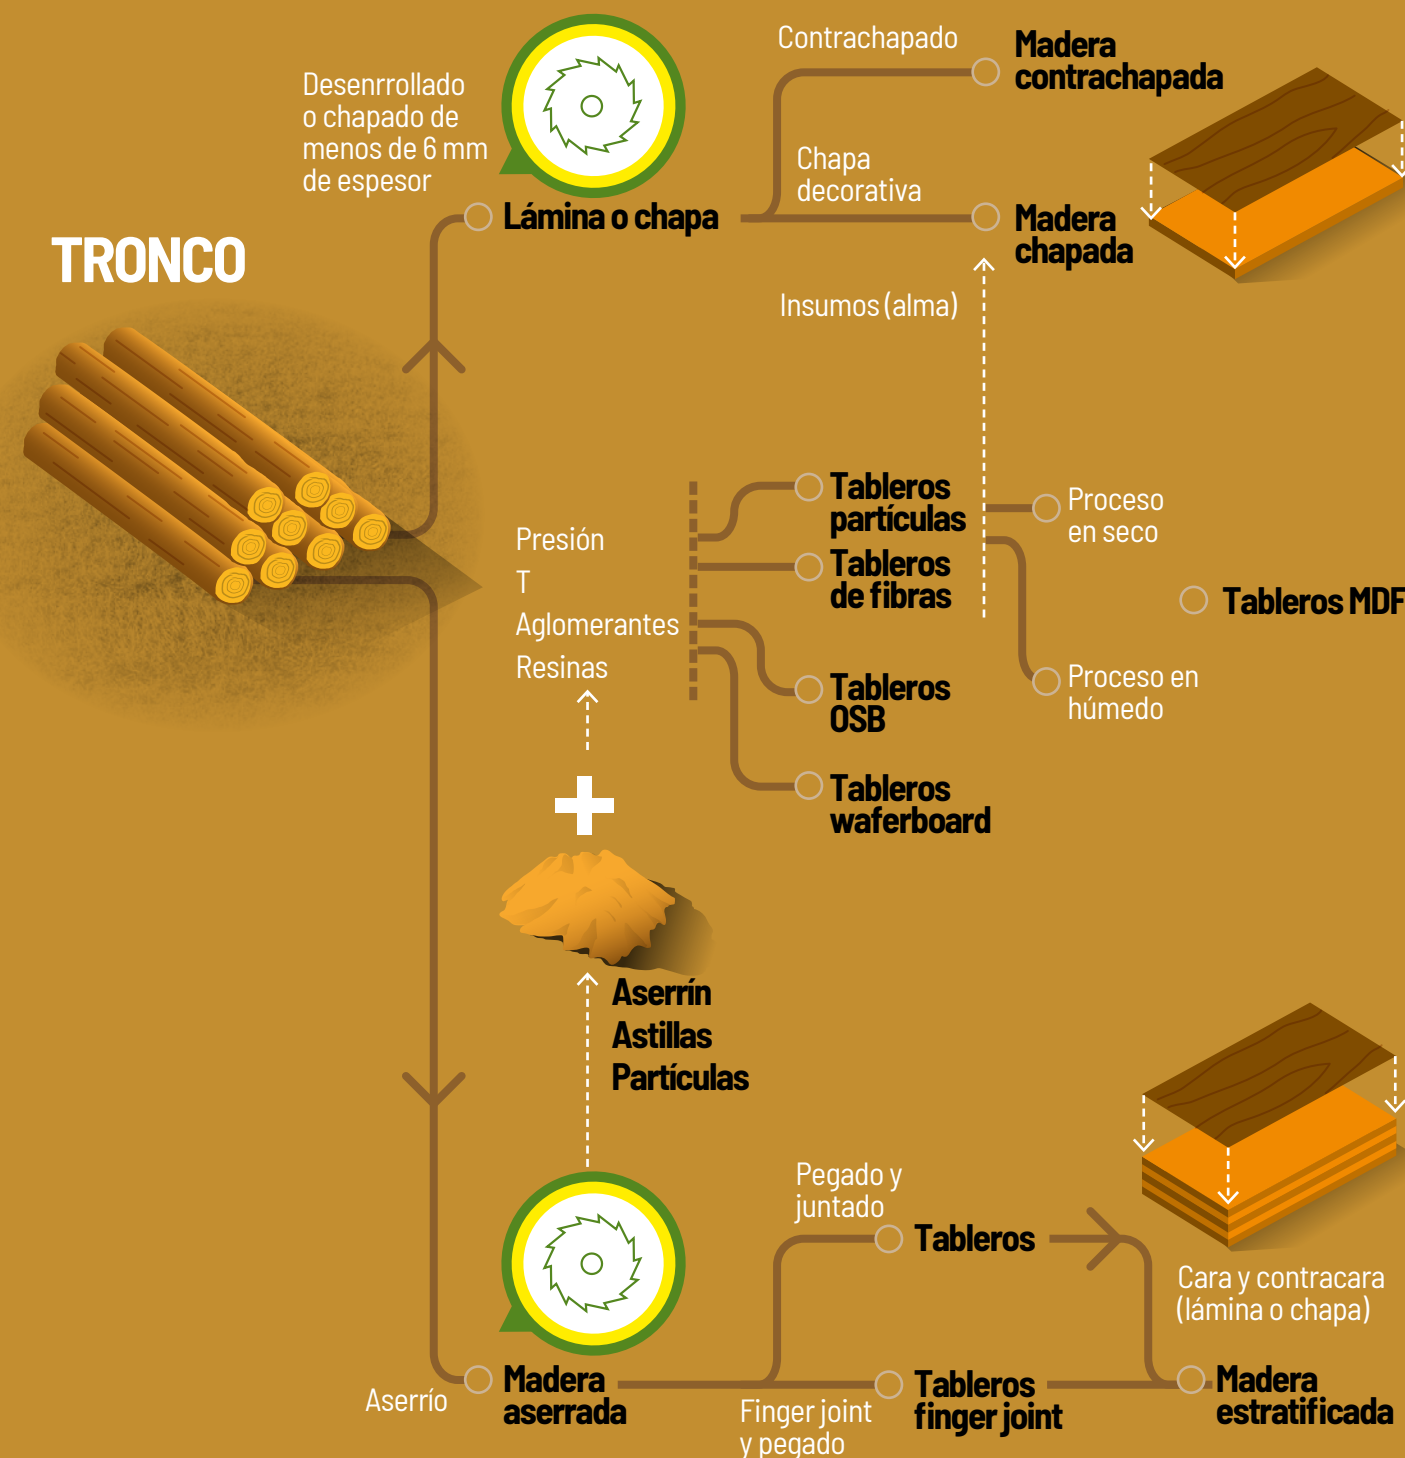 TRONCO
Desenrrollado
o chapado de
menos de 6 mm
de espesor
Lámina o chapa
Contrachapado
Madera
contrachapada
Chapa
decorativa
Madera
chapada
Insumos (alma)
Presión
T
Aglomerantes
Resinas
Tableros
partículas
Tableros
de fibras
Tableros
OSB
Tableros
waferboard
Proceso
en seco
Tableros MDF
Proceso en
húmedo
Aserrín
Astillas
Partículas
Aserrío
Madera
aserrada
Pegado y
juntado
Tableros
Finger joint
y pegado
Tableros
finger joint
Cara y contracara
(lámina o chapa)
Madera
estratificada